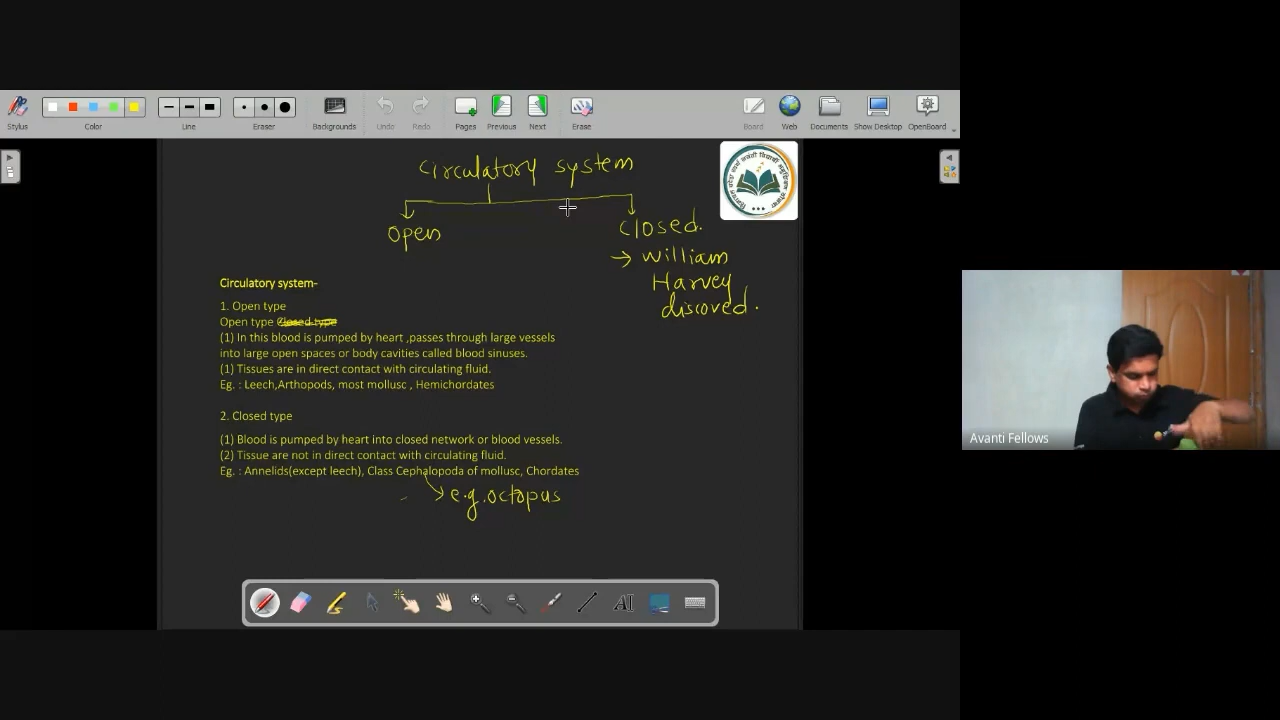 Stylus
Color
Line
Eraser
Backgrounds
Undo
Redo
Pages
Previous
Next
Erase
Board
Web
Documents
Show Desktop
OpenBoard
Circulatory system
Open
Closed.
→ William
Harvey
discoved.
Circulatory system-
1. Open type
Open type Closed type
(1) In this blood is pumped by heart ,passes through large vessels
into large open spaces or body cavities called blood sinuses.
(1) Tissues are in direct contact with circulating fluid.
Eg. : Leech,Arthopods, most mollusc , Hemichordates
2. Closed type
(1) Blood is pumped by heart into closed network or blood vessels.
(2) Tissue are not in direct contact with circulating fluid.
Eg. : Annelids(except leech), Class Cephalopoda of mollusc, Chordates
e.g. octopus
Avanti Fellows
AI